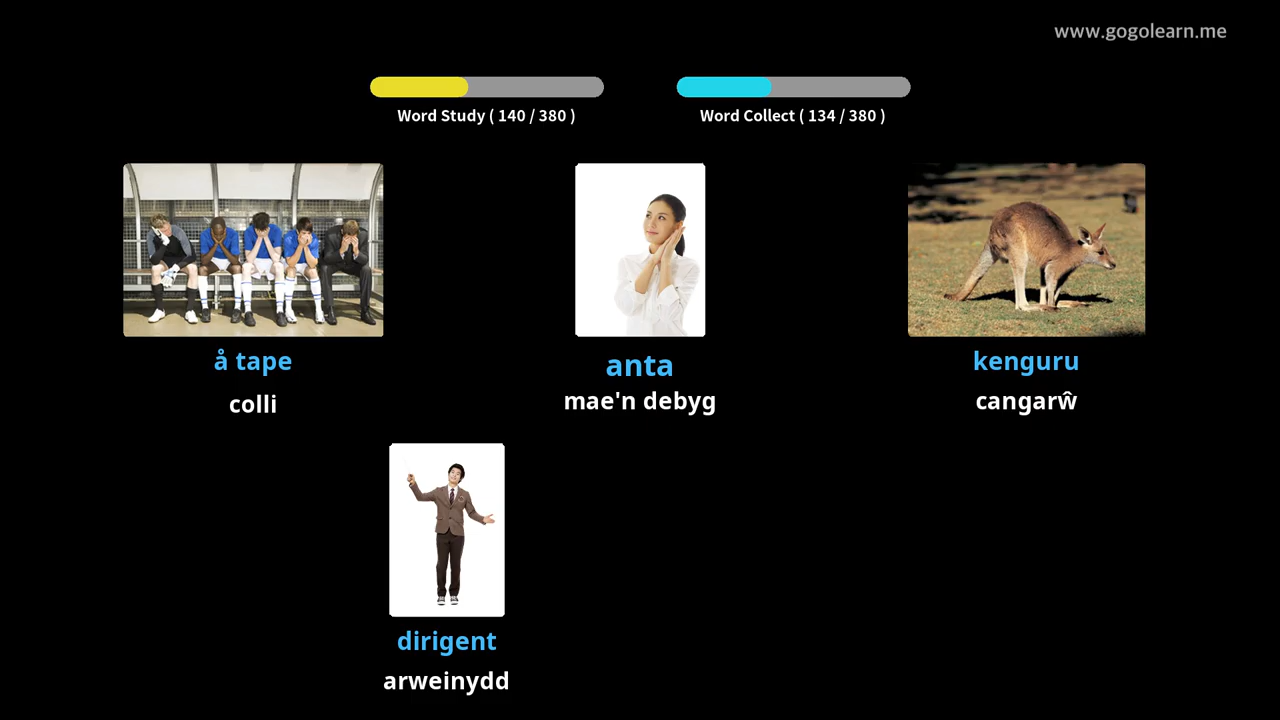 www.gogolearn.me
Word Study ( 140 / 380 )
Word Collect ( 134 / 380 )
å tape
colli
anta
mae'n debyg
kenguru
cangarŵ
dirigent
arweinydd